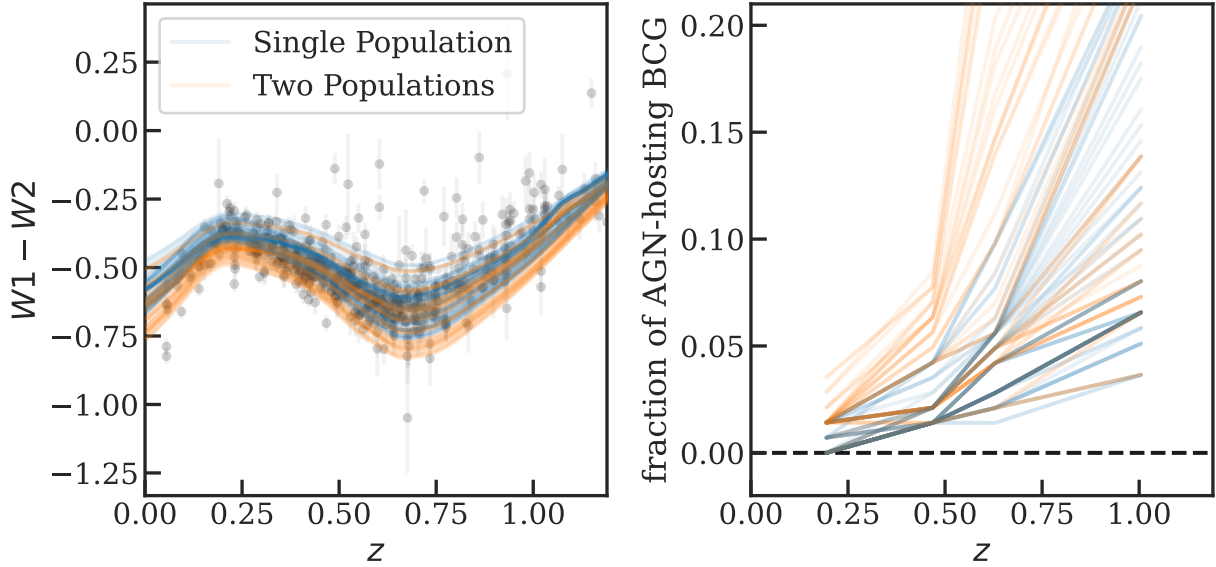 0.25
0.00
−0.25
−0.50
−0.75
−1.00
−1.25
W1 − W2
Single Population
Two Populations
0.00 0.25 0.50 0.75 1.00
z
0.20
0.15
0.10
0.05
0.00
fraction of AGN-hosting BCG
0.00 0.25 0.50 0.75 1.00
z